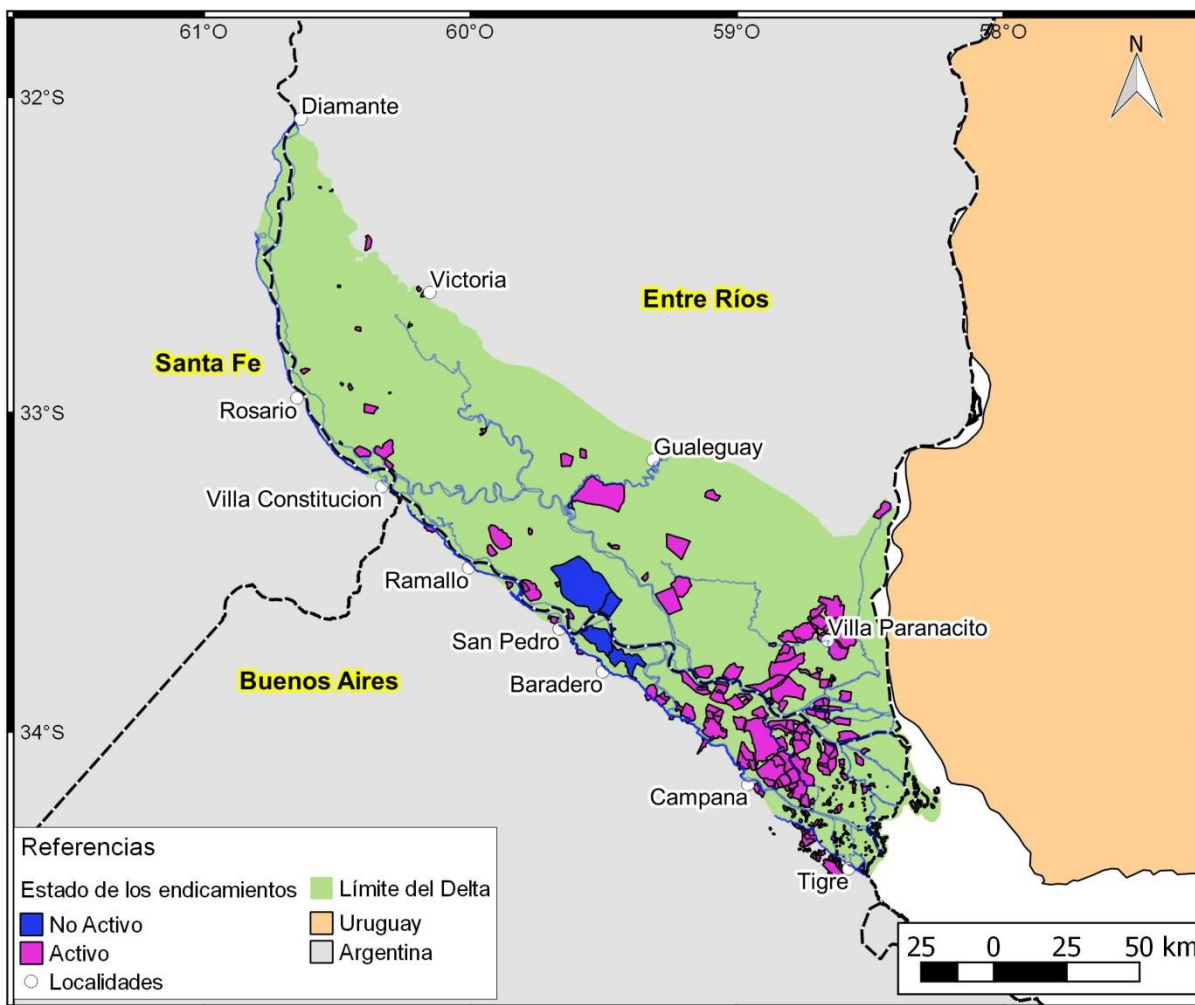 61°O
60°O
59°O
58°O
N
32°S
Diamante
Victoria
Entre Ríos
Santa Fe
33°S
Rosario
Gualeguay
Villa Constitucion
Ramallo
San Pedro
Villa Paranacito
Buenos Aires
Baradero
34°S
Campana
Tigre
Referencias
Estado de los endicamientos
No Activo
Activo
Localidades
Límite del Delta
Uruguay
Argentina
25 0 25 50 km